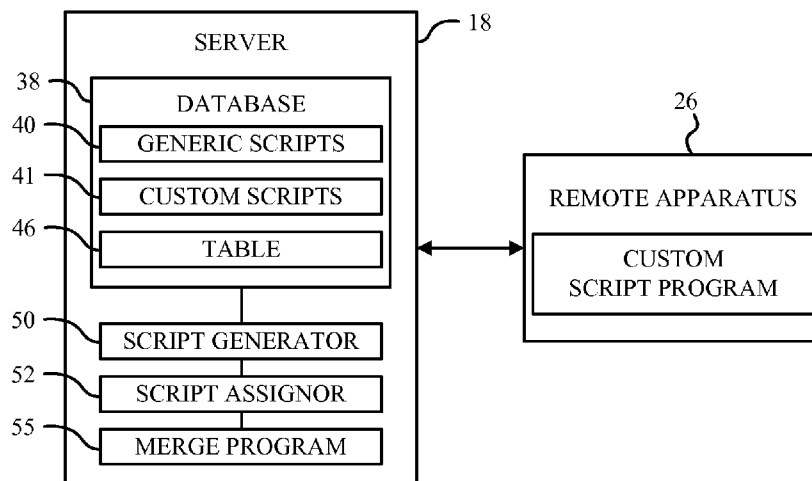 SERVER
18
38
DATABASE
40
GENERIC SCRIPTS
41
CUSTOM SCRIPTS
46
TABLE
50
SCRIPT GENERATOR
52
SCRIPT ASSIGNOR
55
MERGE PROGRAM
26
REMOTE APPARATUS
CUSTOM
SCRIPT PROGRAM